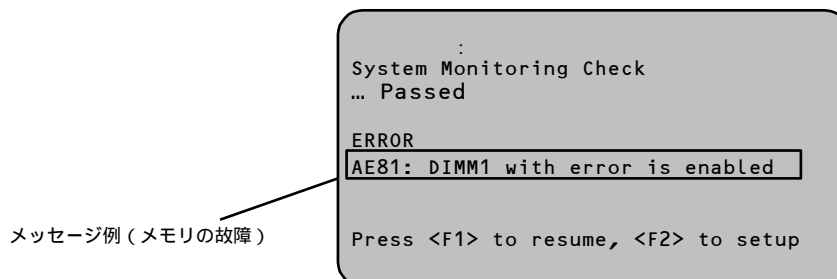 :
System Monitoring Check
… Passed
ERROR
AE81: DIMM1 with error is enabled
メッセージ例（メモリの故障）
Press <F1> to resume, <F2> to setup